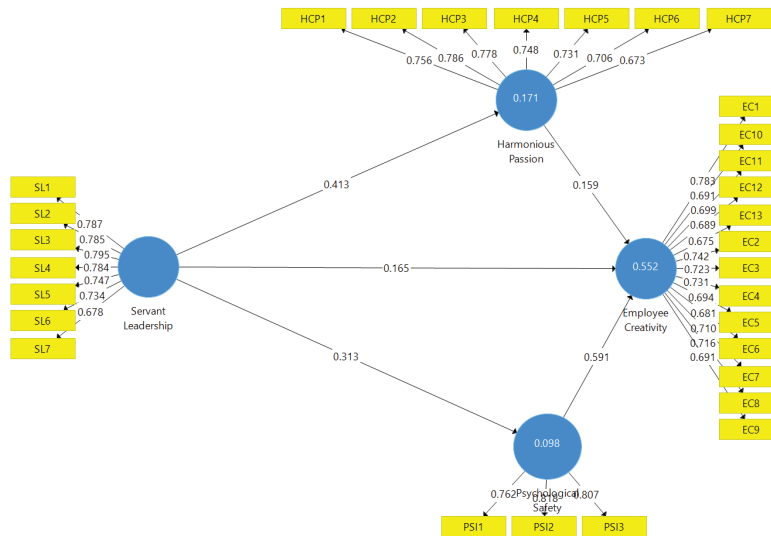 HCP1 HCP2 HCP3 HCP4 HCP5 HCP6 HCP7
0.756 0.786 0.778 0.748 0.731 0.706 0.673
0.171
Harmonious
Passion
EC1
EC10
EC11
EC12
EC13
EC2
EC3
EC4
EC5
EC6
EC7
EC8
EC9
0.783
0.691
0.699
0.689
0.675
0.742
0.723
0.731
0.694
0.681
0.710
0.716
0.691
0.413
0.159
SL1
SL2
SL3
SL4
SL5
SL6
SL7
0.787
0.785
0.795
0.784
0.747
0.734
0.678
Servant
Leadership
0.165
0.552
Employee
Creativity
0.313
0.591
0.098
Psychological
Safety
0.762 0.818 0.807
PSI1 PSI2 PSI3